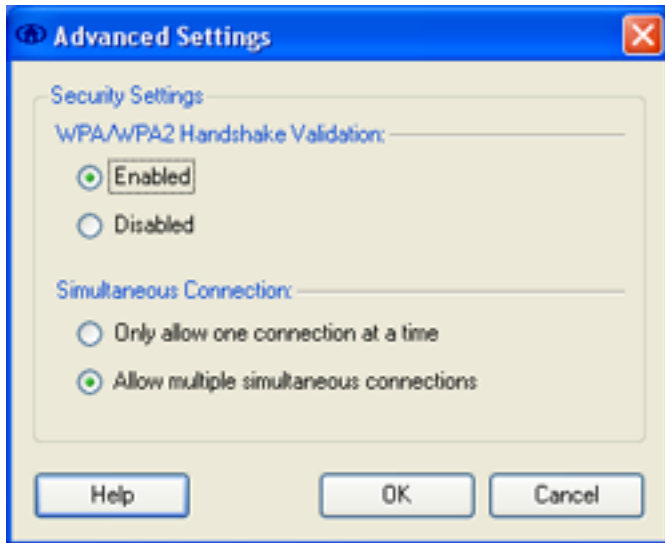 Advanced Settings
Security Settings
WPA/WPA2 Handshake Validation:
Enabled
Disabled
Simultaneous Connection:
Only allow one connection at a time
Allow multiple simultaneous connections
Help OK Cancel